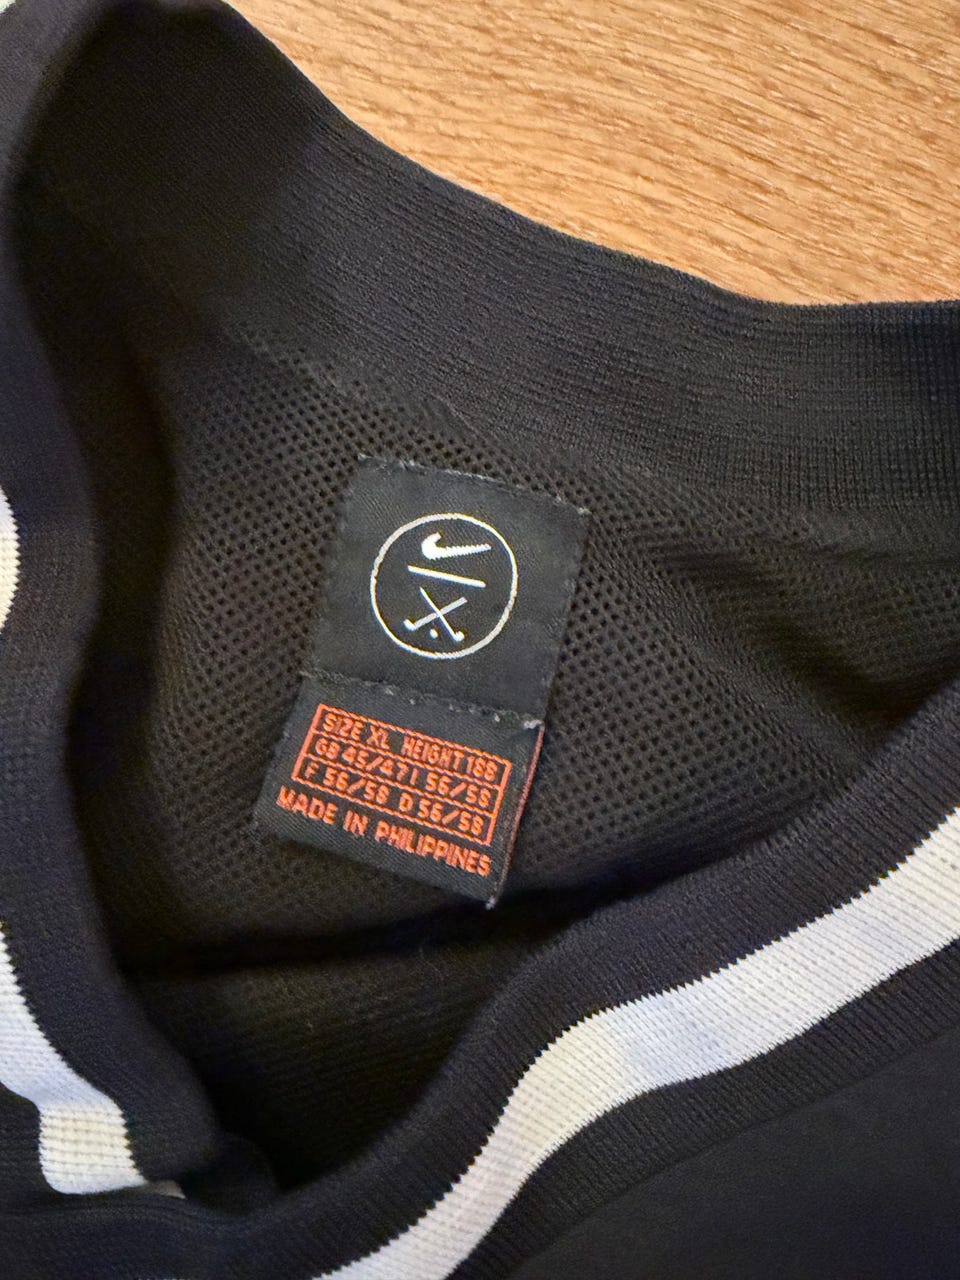 SIZE XL HEIGHT 188
GB 45/47 I 56/58
F 56/58 D 56/58
MADE IN PHILIPPINES